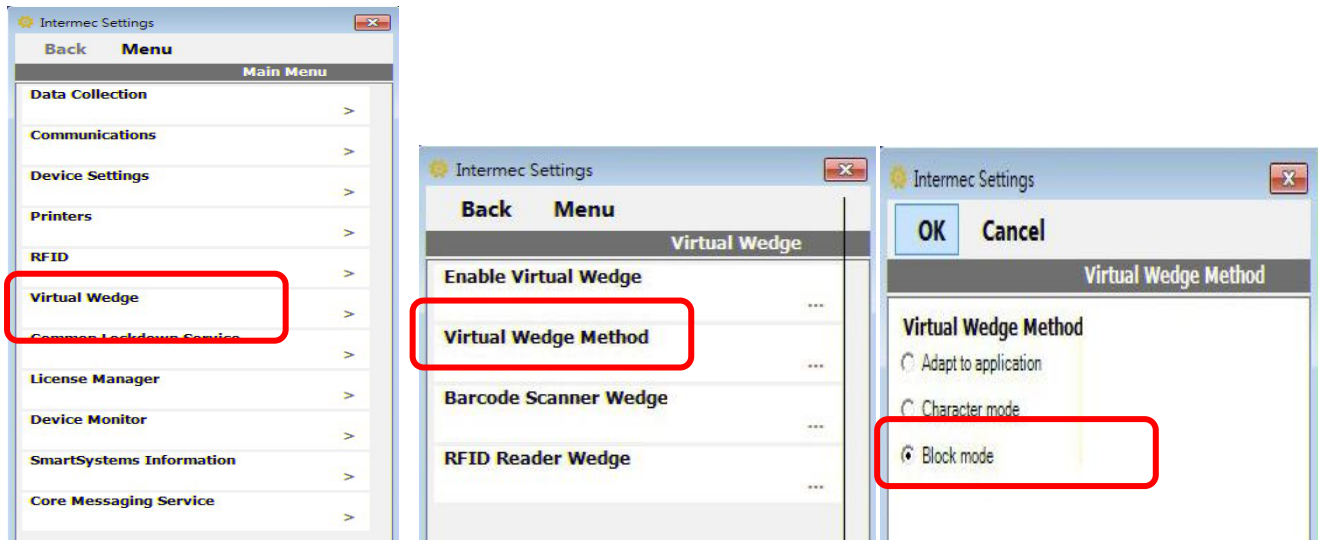 Intermec Settings
Back Menu
Main Menu
Data Collection
>
Communications
>
Device Settings
>
Printers
>
RFID
>
Virtual Wedge
>
Common Lockdown Service
>
License Manager
>
Device Monitor
>
SmartSystems Information
>
Core Messaging Service
>
Intermec Settings
Back Menu
Virtual Wedge
Enable Virtual Wedge
...
Virtual Wedge Method
...
Barcode Scanner Wedge
...
RFID Reader Wedge
...
Intermec Settings
OK Cancel
Virtual Wedge Method
Virtual Wedge Method
Adapt to application
Character mode
Block mode